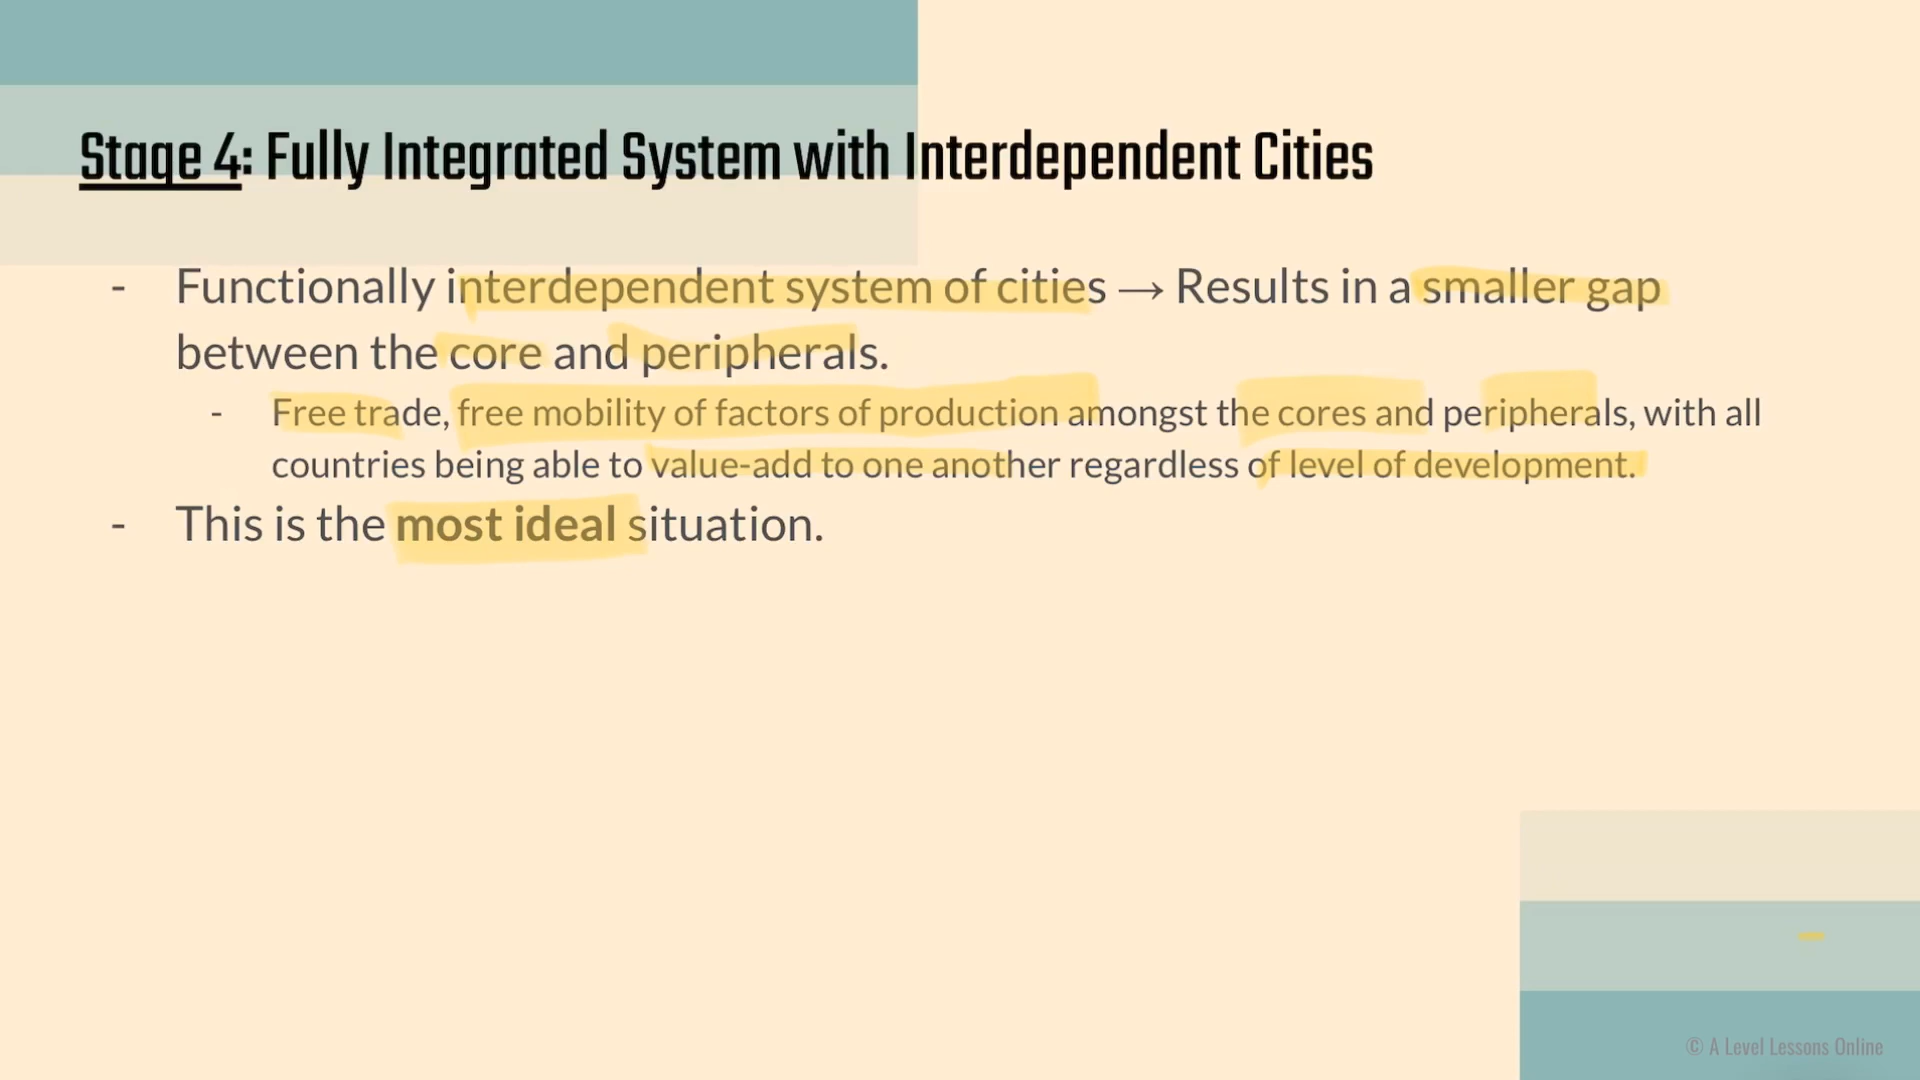 Stage 4: Fully Integrated System with Interdependent Cities
- Functionally interdependent system of cities → Results in a smaller gap
between the core and peripherals.
- Free trade, free mobility of factors of production amongst the cores and peripherals, with all
countries being able to value-add to one another regardless of level of development.
- This is the most ideal situation.
© A Level Lessons Online